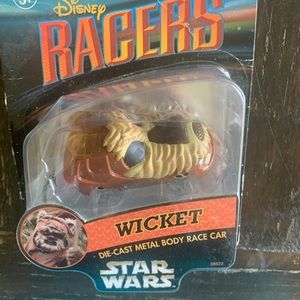 Disney
RACERS
WICKET
DIE-CAST METAL BODY RACE CAR
STAR
WARS